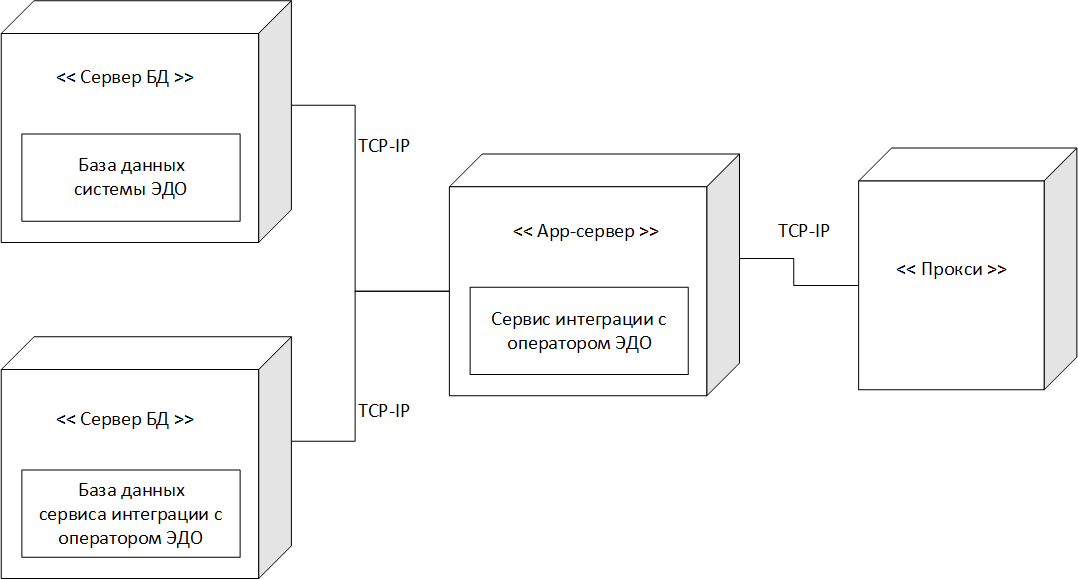 << Сервер БД >>
База данных
системы ЭДО
TCP-IP
<< App-сервер >>
Сервис интеграции с
оператором ЭДО
TCP-IP
<< Прокси >>
TCP-IP
<< Сервер БД >>
База данных
сервиса интеграции с
оператором ЭДО